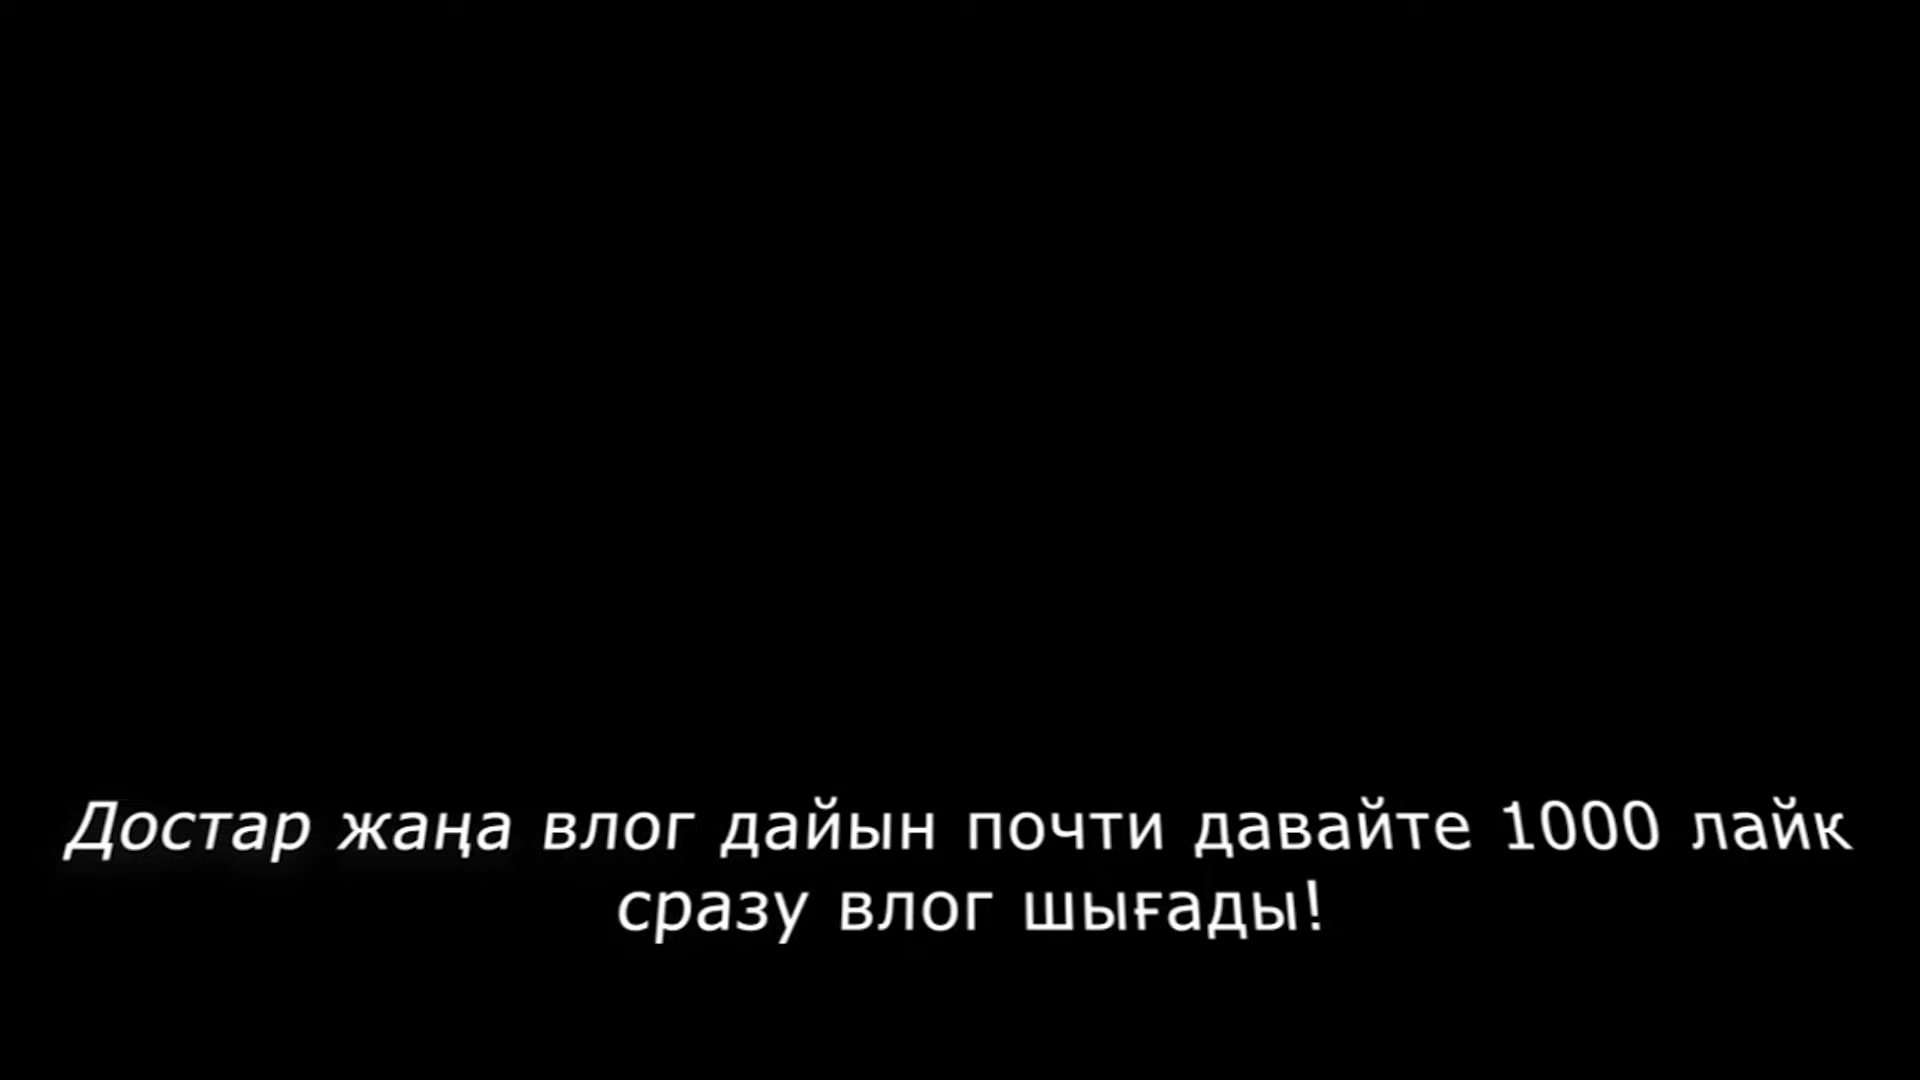 Достар жаңа влог дайын почти давайте 1000 лайк
сразу влог шығады!